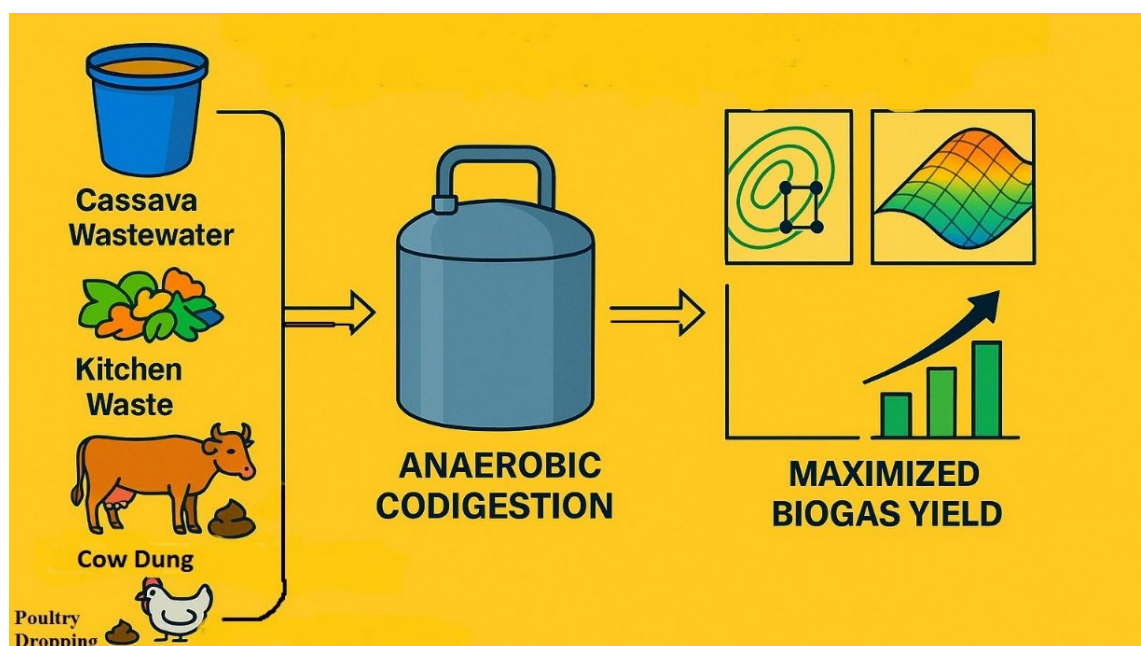 Cassava
Wastewater
Kitchen
Waste
Cow Dung
Poultry
Dropping
ANAEROBIC
CODIGESTION
MAXIMIZED
BIOGAS YIELD